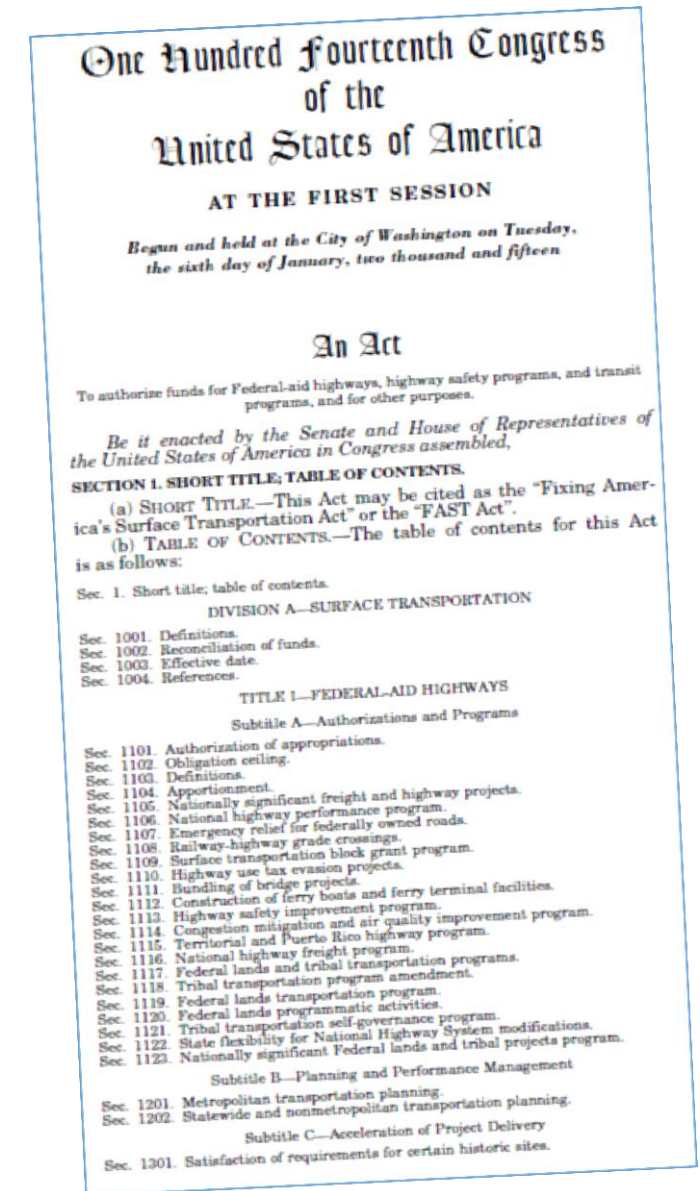 One Hundred Fourteenth Congress
of the
United States of America
AT THE FIRST SESSION
Begun and held at the City of Washington on Tuesday,
the sixth day of January, two thousand and fifteen
An Act
To authorize funds for Federal-aid highways, highway safety programs, and transit
programs, and for other purposes.
Be it enacted by the Senate and House of Representatives of
the United States of America in Congress assembled,
SECTION 1. SHORT TITLE; TABLE OF CONTENTS.
(a) SHORT TITLE.—This Act may be cited as the “Fixing Amer-
ica’s Surface Transportation Act” or the “FAST Act”.
(b) TABLE OF CONTENTS.—The table of contents for this Act
is as follows:
Sec. 1. Short title; table of contents.
DIVISION A—SURFACE TRANSPORTATION
Sec. 1001. Definitions.
Sec. 1002. Reconciliation of funds.
Sec. 1003. Effective date.
Sec. 1004. References.
TITLE I—FEDERAL-AID HIGHWAYS
Subtitle A—Authorizations and Programs
Sec. 1101. Authorization of appropriations.
Sec. 1102. Obligation ceiling.
Sec. 1103. Definitions.
Sec. 1104. Apportionment.
Sec. 1105. Nationally significant freight and highway projects.
Sec. 1106. National highway performance program.
Sec. 1107. Emergency relief for federally owned roads.
Sec. 1108. Railway-highway grade crossings.
Sec. 1109. Surface transportation block grant program.
Sec. 1110. Highway use tax evasion projects.
Sec. 1111. Bundling of bridge projects.
Sec. 1112. Construction of ferry boats and ferry terminal facilities.
Sec. 1113. Highway safety improvement program.
Sec. 1114. Congestion mitigation and air quality improvement program.
Sec. 1115. Territorial and Puerto Rico highway program.
Sec. 1116. National highway freight program.
Sec. 1117. Federal lands and tribal transportation programs.
Sec. 1118. Tribal transportation program amendment.
Sec. 1119. Federal lands transportation program.
Sec. 1120. Federal lands programmatic activities.
Sec. 1121. Tribal transportation self-governance program.
Sec. 1122. State flexibility for National Highway System modifications.
Sec. 1123. Nationally significant Federal lands and tribal projects program.
Subtitle B—Planning and Performance Management
Sec. 1201. Metropolitan transportation planning.
Sec. 1202. Statewide and nonmetropolitan transportation planning.
Subtitle C—Acceleration of Project Delivery
Sec. 1301. Satisfaction of requirements for certain historic sites.